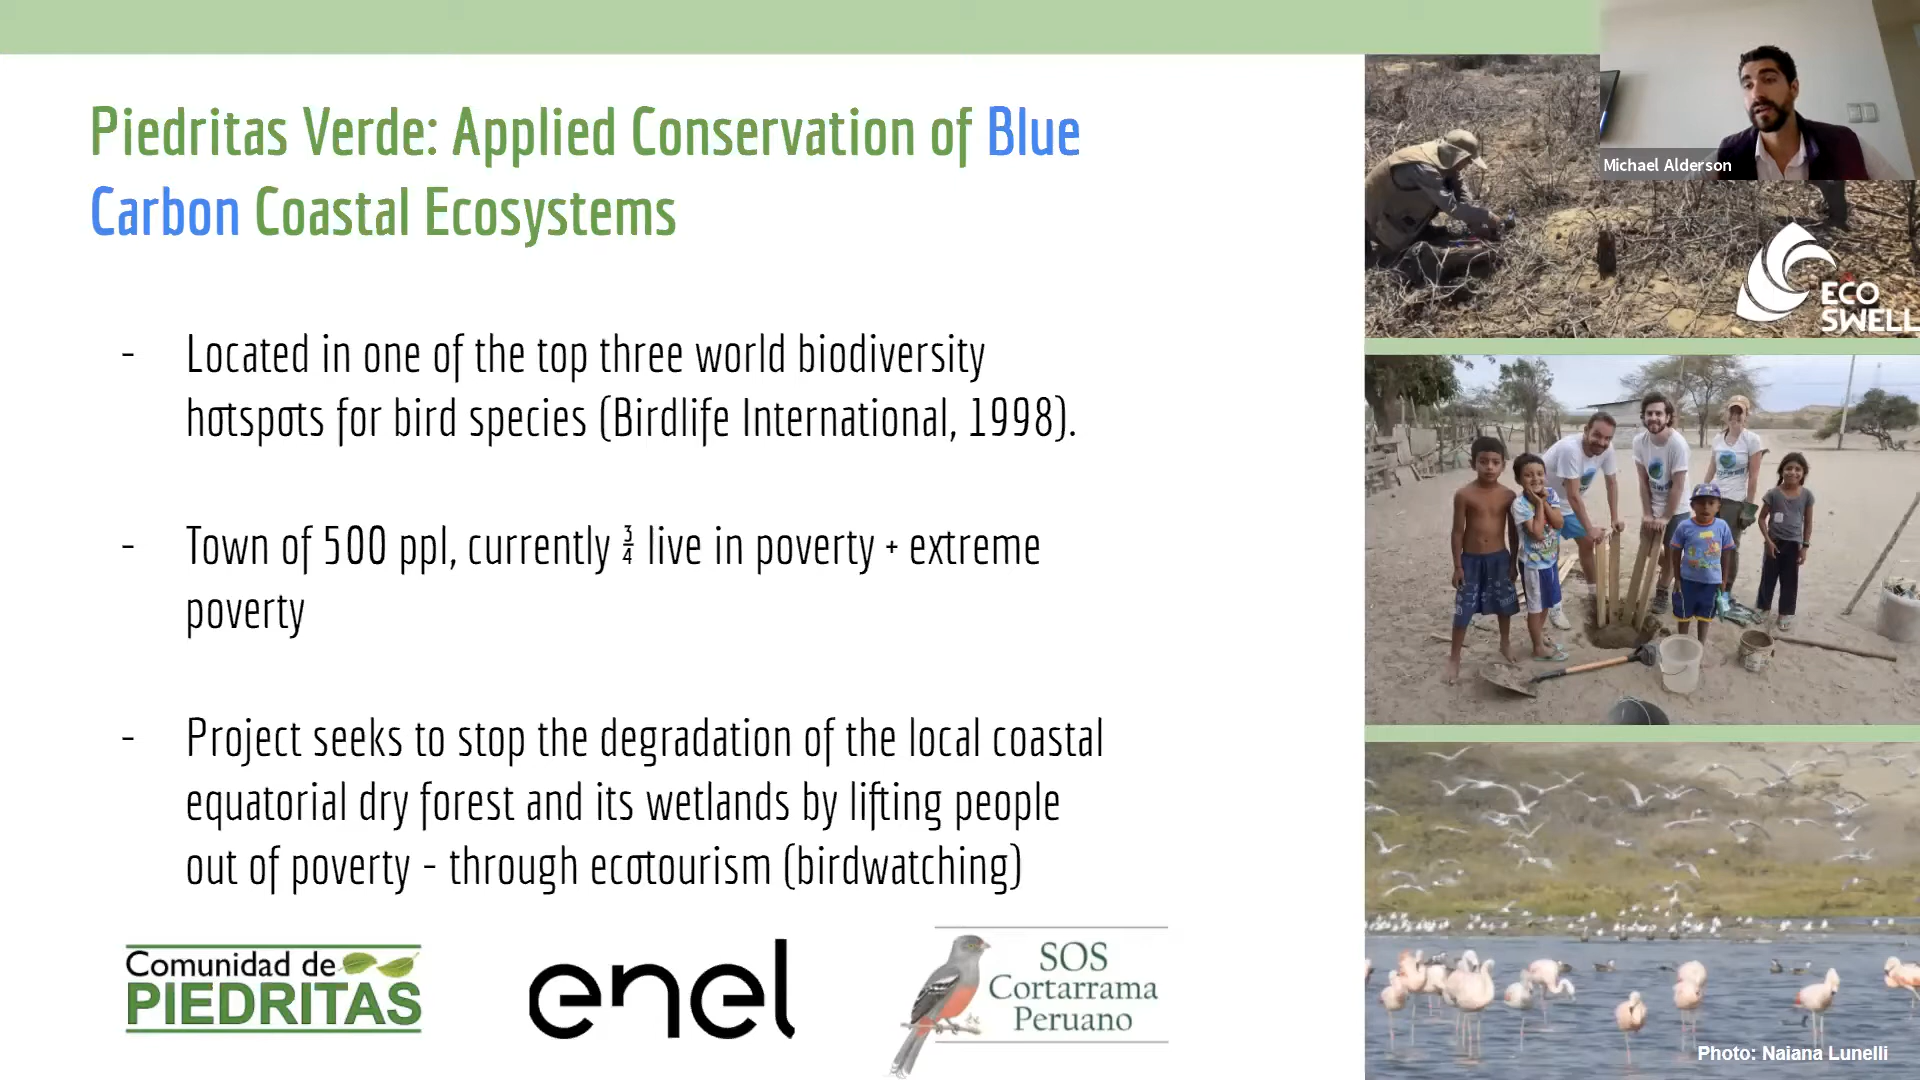 Piedritas Verde: Applied Conservation of Blue
Carbon Coastal Ecosystems
- Located in one of the top three world biodiversity
hotspots for bird species (Birdlife International, 1998).
- Town of 500 ppl, currently ¾ live in poverty + extreme
poverty
- Project seeks to stop the degradation of the local coastal
equatorial dry forest and its wetlands by lifting people
out of poverty - through ecotourism (birdwatching)
Comunidad de
PIEDRITAS
enel
SOS
Cortarrama
Peruano
Michael Alderson
ECO
SWELL
Photo: Naiana Lunelli